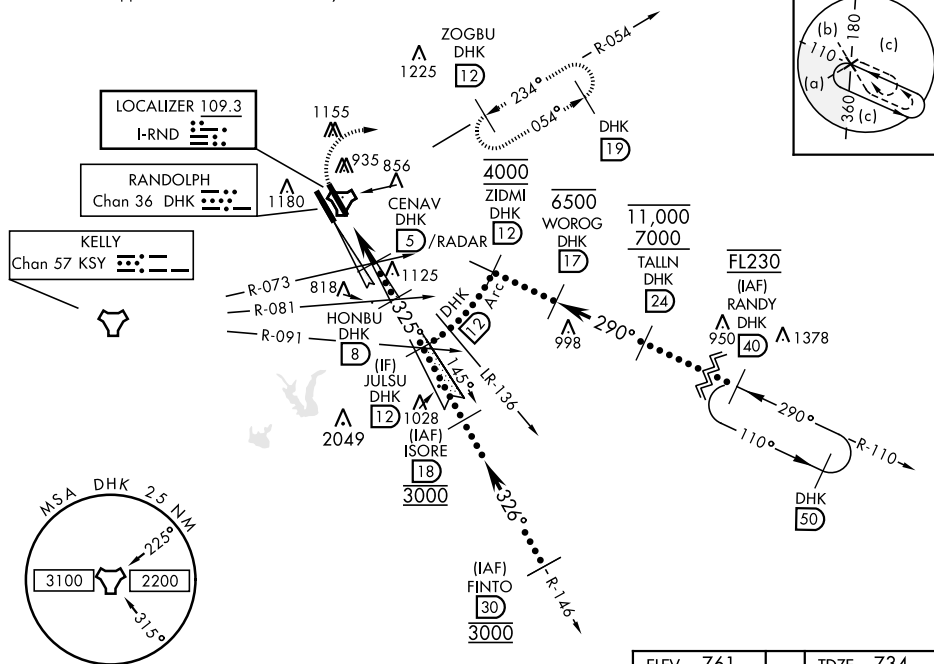 ZOGBU
DHK
12
1225
R-054
234°
054°
DHK
19
(b)
180
(c)
110
(a)
360
(c)
LOCALIZER 109.3
I-RND
1155
935
856
RANDOLPH
Chan 36 DHK
1180
KELLY
Chan 57 KSY
CENAV
DHK
5 /RADAR
4000
ZIDMI
DHK
12
6500
WOROG
DHK
17
11,000
7000
TALLN
DHK
24
FL230
(IAF)
RANDY
DHK
40
950
1378
R-073
818
1125
R-081
R-091
HONBU
DHK
8
325°
DHK
12
Arc
998
290°
(IF)
JULSU
DHK
12
145°
LR-136
2049
1028
(IAF)
ISORE
18
3000
290°
110°
R-110
DHK
50
326°
(IAF)
FINTO
30
3000
R-146
MSA DHK 25 NM
225°
3100
2200
315°
ELEV 761
TDZE 734